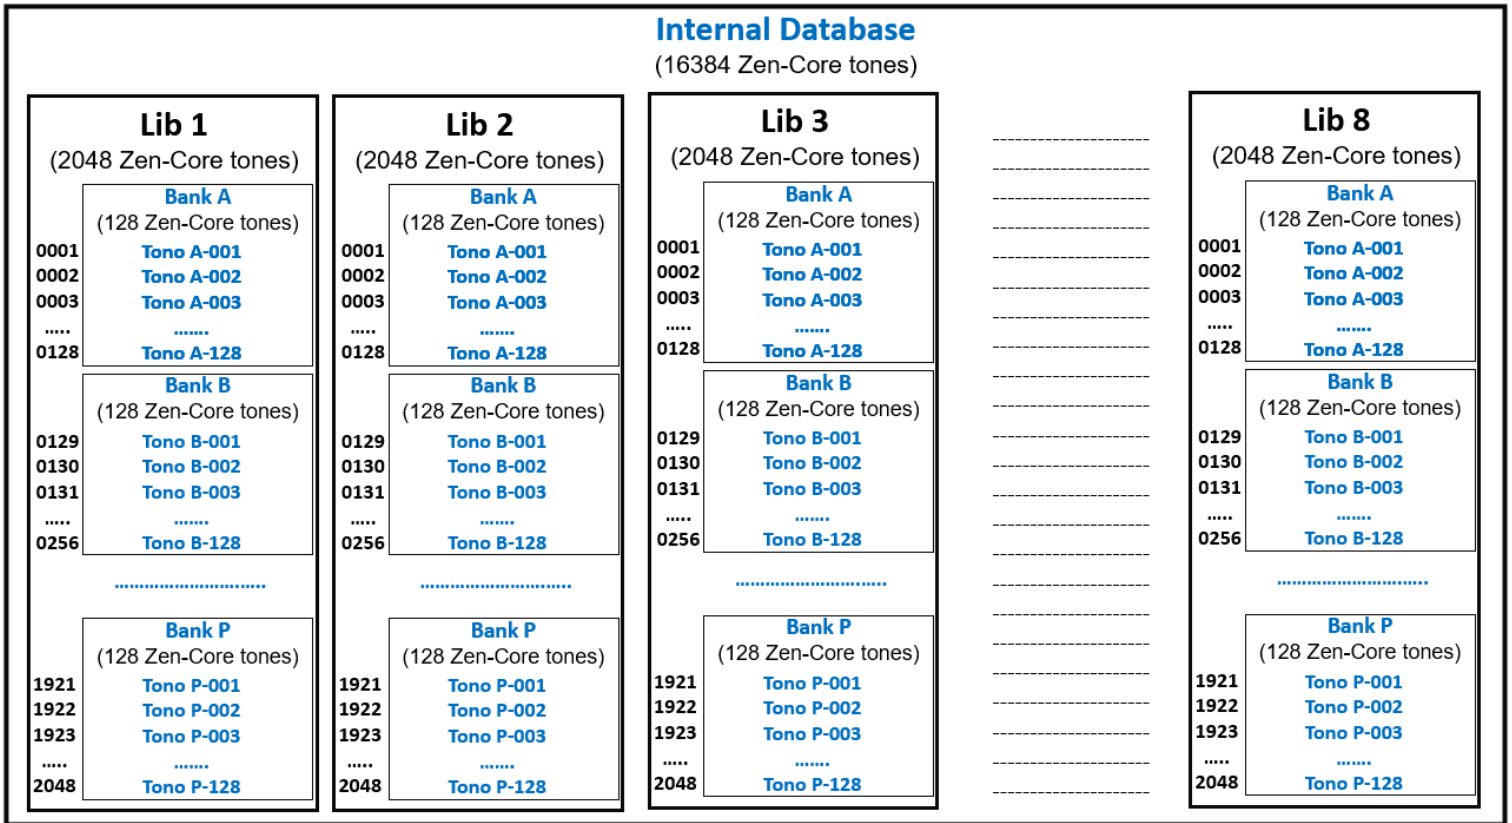 Internal Database
(16384 Zen-Core tones)
Lib 1
(2048 Zen-Core tones)
Bank A
(128 Zen-Core tones)
0001 Tono A-001
0002 Tono A-002
0003 Tono A-003
..... .......
0128 Tono A-128
Bank B
(128 Zen-Core tones)
0129 Tono B-001
0130 Tono B-002
0131 Tono B-003
..... .......
0256 Tono B-128
..........................
Bank P
(128 Zen-Core tones)
1921 Tono P-001
1922 Tono P-002
1923 Tono P-003
..... .......
2048 Tono P-128
Lib 2
(2048 Zen-Core tones)
Bank A
(128 Zen-Core tones)
0001 Tono A-001
0002 Tono A-002
0003 Tono A-003
..... .......
0128 Tono A-128
Bank B
(128 Zen-Core tones)
0129 Tono B-001
0130 Tono B-002
0131 Tono B-003
..... .......
0256 Tono B-128
..........................
Bank P
(128 Zen-Core tones)
1921 Tono P-001
1922 Tono P-002
1923 Tono P-003
..... .......
2048 Tono P-128
Lib 3
(2048 Zen-Core tones)
Bank A
(128 Zen-Core tones)
0001 Tono A-001
0002 Tono A-002
0003 Tono A-003
..... .......
0128 Tono A-128
Bank B
(128 Zen-Core tones)
0129 Tono B-001
0130 Tono B-002
0131 Tono B-003
..... .......
0256 Tono B-128
..........................
Bank P
(128 Zen-Core tones)
1921 Tono P-001
1922 Tono P-002
1923 Tono P-003
..... .......
2048 Tono P-128
Lib 8
(2048 Zen-Core tones)
Bank A
(128 Zen-Core tones)
0001 Tono A-001
0002 Tono A-002
0003 Tono A-003
..... .......
0128 Tono A-128
Bank B
(128 Zen-Core tones)
0129 Tono B-001
0130 Tono B-002
0131 Tono B-003
..... .......
0256 Tono B-128
..........................
Bank P
(128 Zen-Core tones)
1921 Tono P-001
1922 Tono P-002
1923 Tono P-003
..... .......
2048 Tono P-128